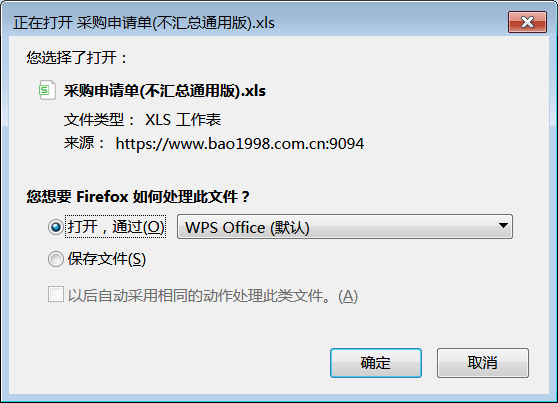 正在打开 采购申请单(不汇总通用版).xls
您选择了打开：
采购申请单(不汇总通用版).xls
文件类型： XLS 工作表
来源： https://www.bao1998.com.cn:9094
您想要 Firefox 如何处理此文件？
打开，通过(O) WPS Office (默认)
保存文件(S)
以后自动采用相同的动作处理此类文件。(A)
确定 取消